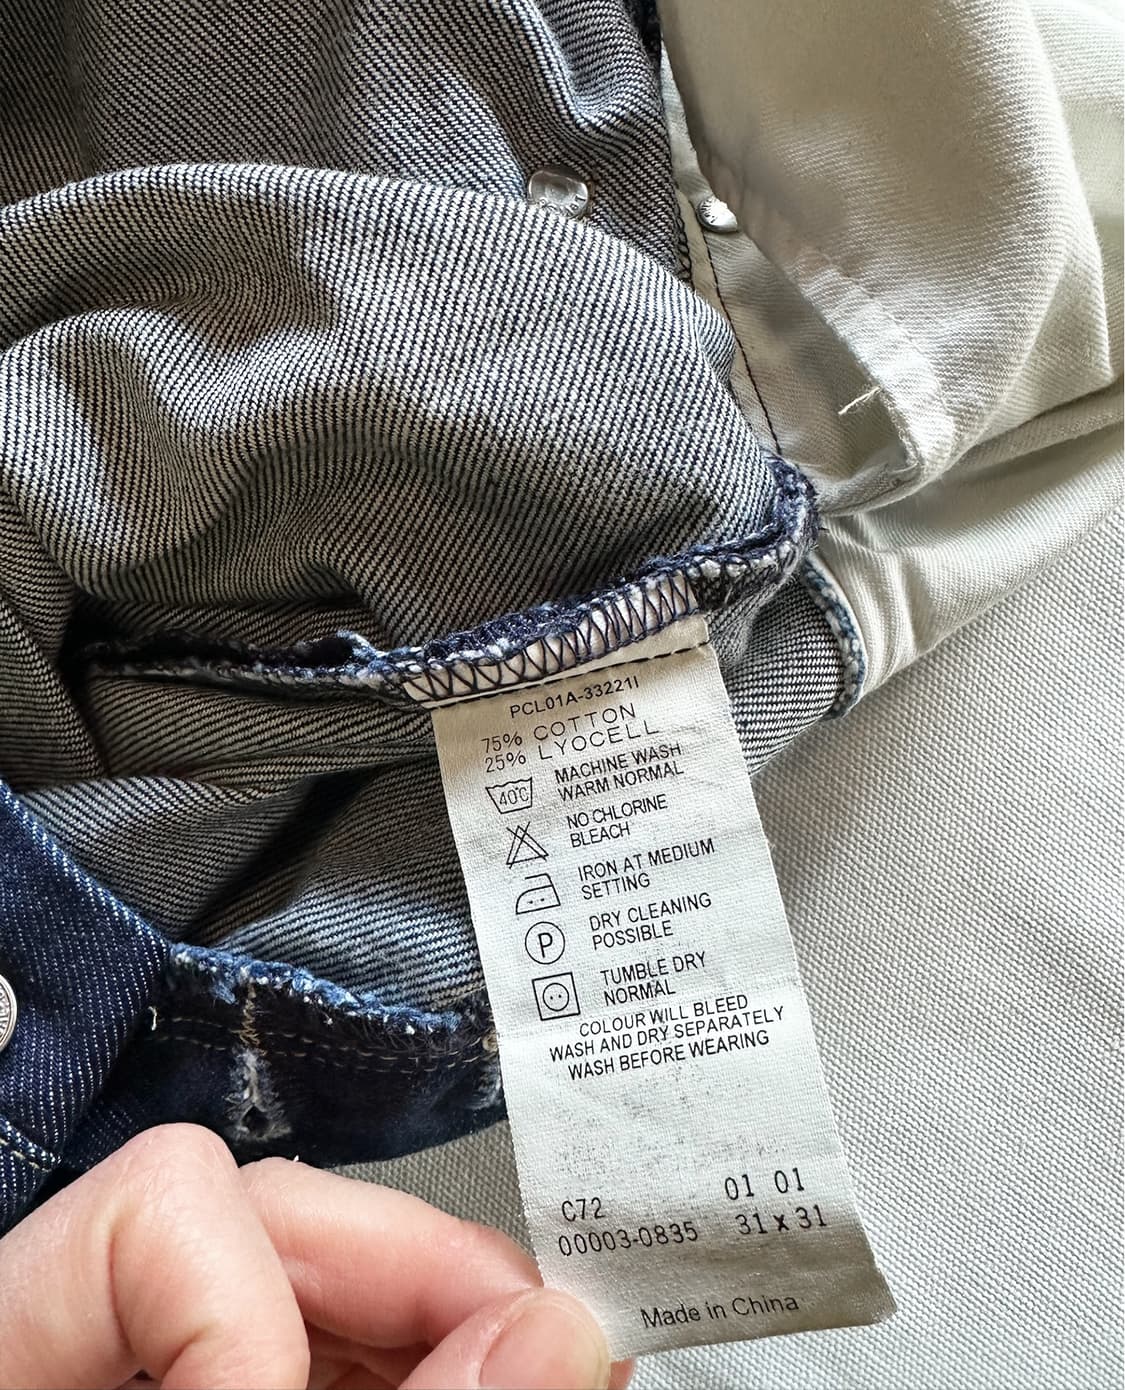 PCL01A-33221I
75% COTTON
25% LYOCELL
40°C MACHINE WASH
WARM NORMAL
NO CHLORINE
BLEACH
IRON AT MEDIUM
SETTING
P DRY CLEANING
POSSIBLE
TUMBLE DRY
NORMAL
COLOUR WILL BLEED
WASH AND DRY SEPARATELY
WASH BEFORE WEARING
C72 01 01
00003-0835 31 x 31
Made in China